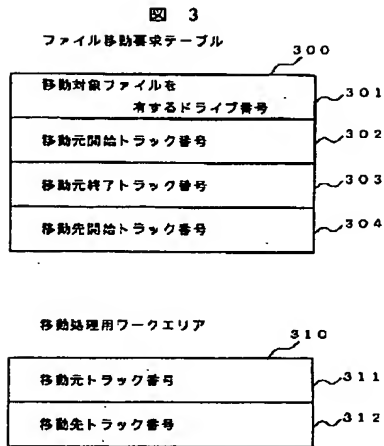 図 3
ファイル移動要求テーブル
300
移動対象ファイルを
有するドライブ番号
301
移動元開始トラック番号
302
移動元終了トラック番号
303
移動先開始トラック番号
304
移動処理用ワークエリア
310
移動元トラック番号
311
移動先トラック番号
312